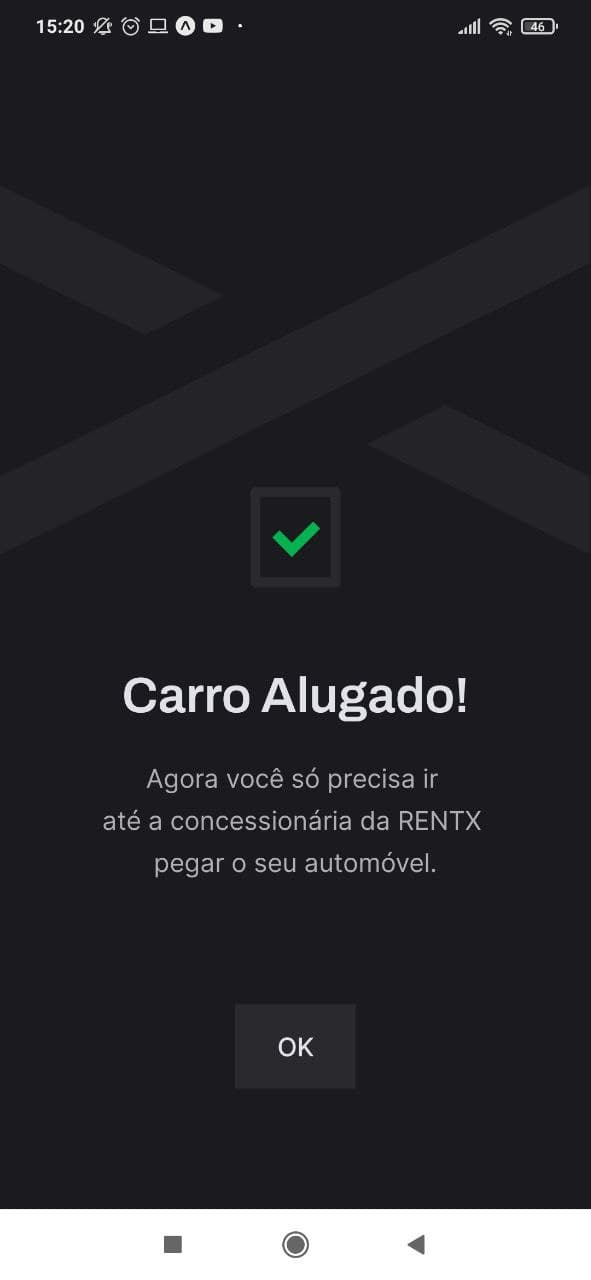 15:20
46
Carro Alugado!
Agora você só precisa ir
até a concessionária da RENTX
pegar o seu automóvel.
OK